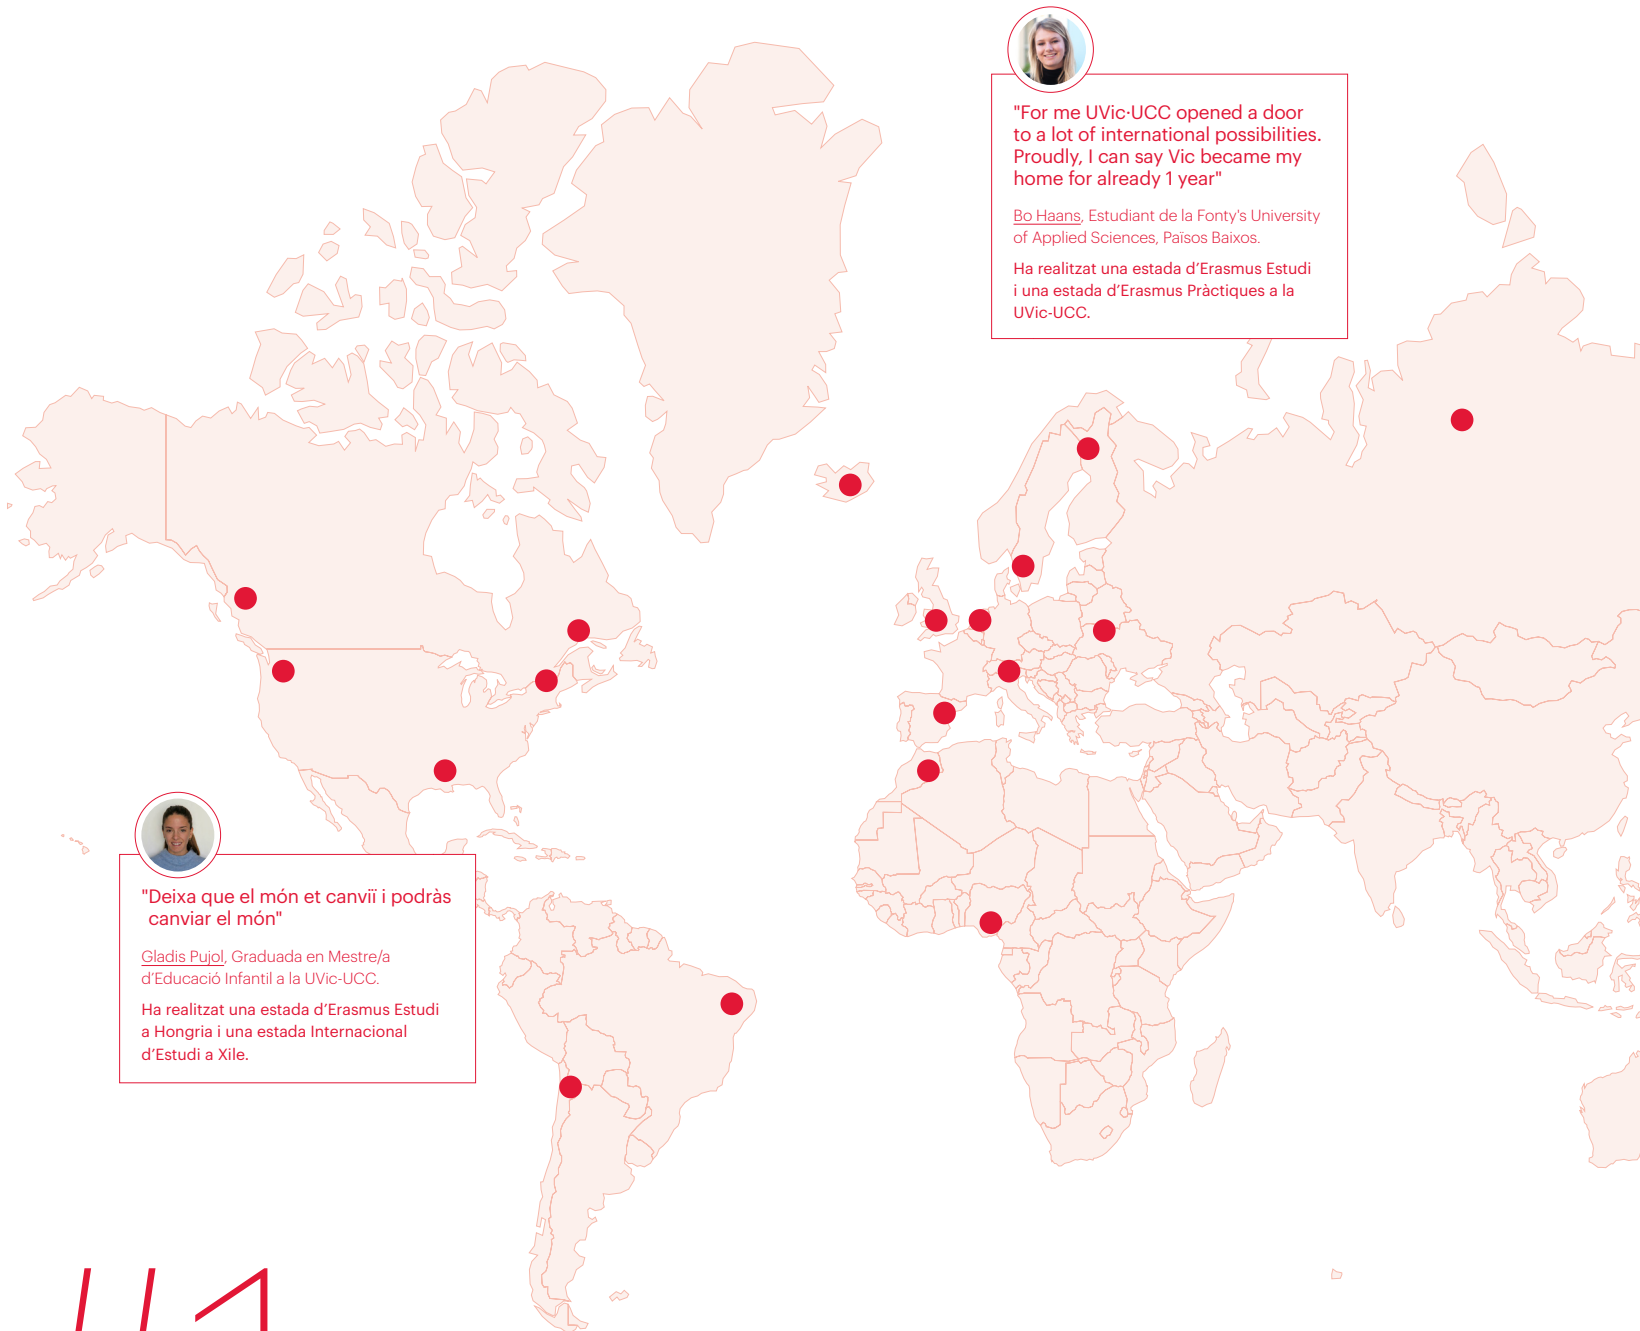 "For me UVic·UCC opened a door
to a lot of international possibilities.
Proudly, I can say Vic became my
home for already 1 year"
Bo Haans, Estudiant de la Fonty's University
of Applied Sciences, Països Baixos.
Ha realitzat una estada d'Erasmus Estudi
i una estada d'Erasmus Pràctiques a la
UVic-UCC.
"Deixa que el món et canviï i podràs
canviar el món"
Gladis Pujol, Graduada en Mestre/a
d'Educació Infantil a la UVic-UCC.
Ha realitzat una estada d'Erasmus Estudi
a Hongria i una estada Internacional
d'Estudi a Xile.